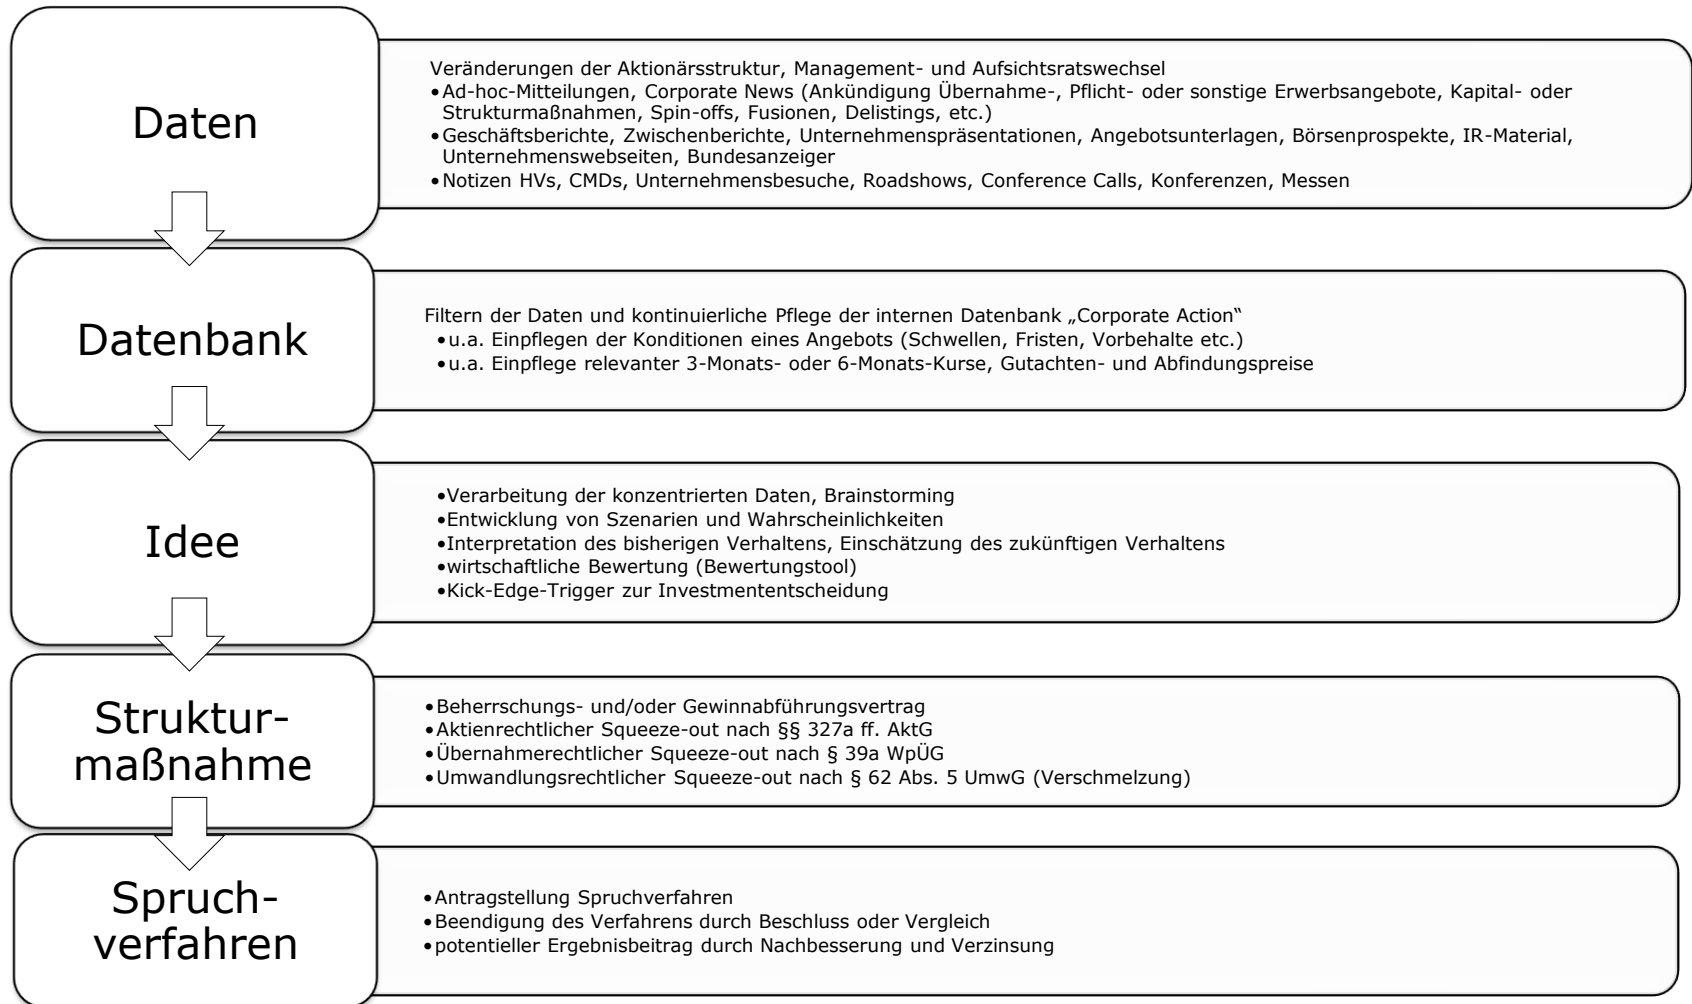 Daten
Veränderungen der Aktionärsstruktur, Management- und Aufsichtsratswechsel
•Ad-hoc-Mitteilungen, Corporate News (Ankündigung Übernahme-, Pflicht- oder sonstige Erwerbsangebote, Kapital- oder
Strukturmaßnahmen, Spin-offs, Fusionen, Delistings, etc.)
•Geschäftsberichte, Zwischenberichte, Unternehmenspräsentationen, Angebotsunterlagen, Börsenprospekte, IR-Material,
Unternehmenswebseiten, Bundesanzeiger
•Notizen HVs, CMDs, Unternehmensbesuche, Roadshows, Conference Calls, Konferenzen, Messen
Datenbank
Filtern der Daten und kontinuierliche Pflege der internen Datenbank „Corporate Action“
•u.a. Einpflegen der Konditionen eines Angebots (Schwellen, Fristen, Vorbehalte etc.)
•u.a. Einpflege relevanter 3-Monats- oder 6-Monats-Kurse, Gutachten- und Abfindungspreise
Idee
•Verarbeitung der konzentrierten Daten, Brainstorming
•Entwicklung von Szenarien und Wahrscheinlichkeiten
•Interpretation des bisherigen Verhaltens, Einschätzung des zukünftigen Verhaltens
•wirtschaftliche Bewertung (Bewertungstool)
•Kick-Edge-Trigger zur Investmententscheidung
Struktur-
maßnahme
•Beherrschungs- und/oder Gewinnabführungsvertrag
•Aktienrechtlicher Squeeze-out nach §§ 327a ff. AktG
•Übernahmerechtlicher Squeeze-out nach § 39a WpÜG
•Umwandlungsrechtlicher Squeeze-out nach § 62 Abs. 5 UmwG (Verschmelzung)
Spruch-
verfahren
•Antragstellung Spruchverfahren
•Beendigung des Verfahrens durch Beschluss oder Vergleich
•potentieller Ergebnisbeitrag durch Nachbesserung und Verzinsung